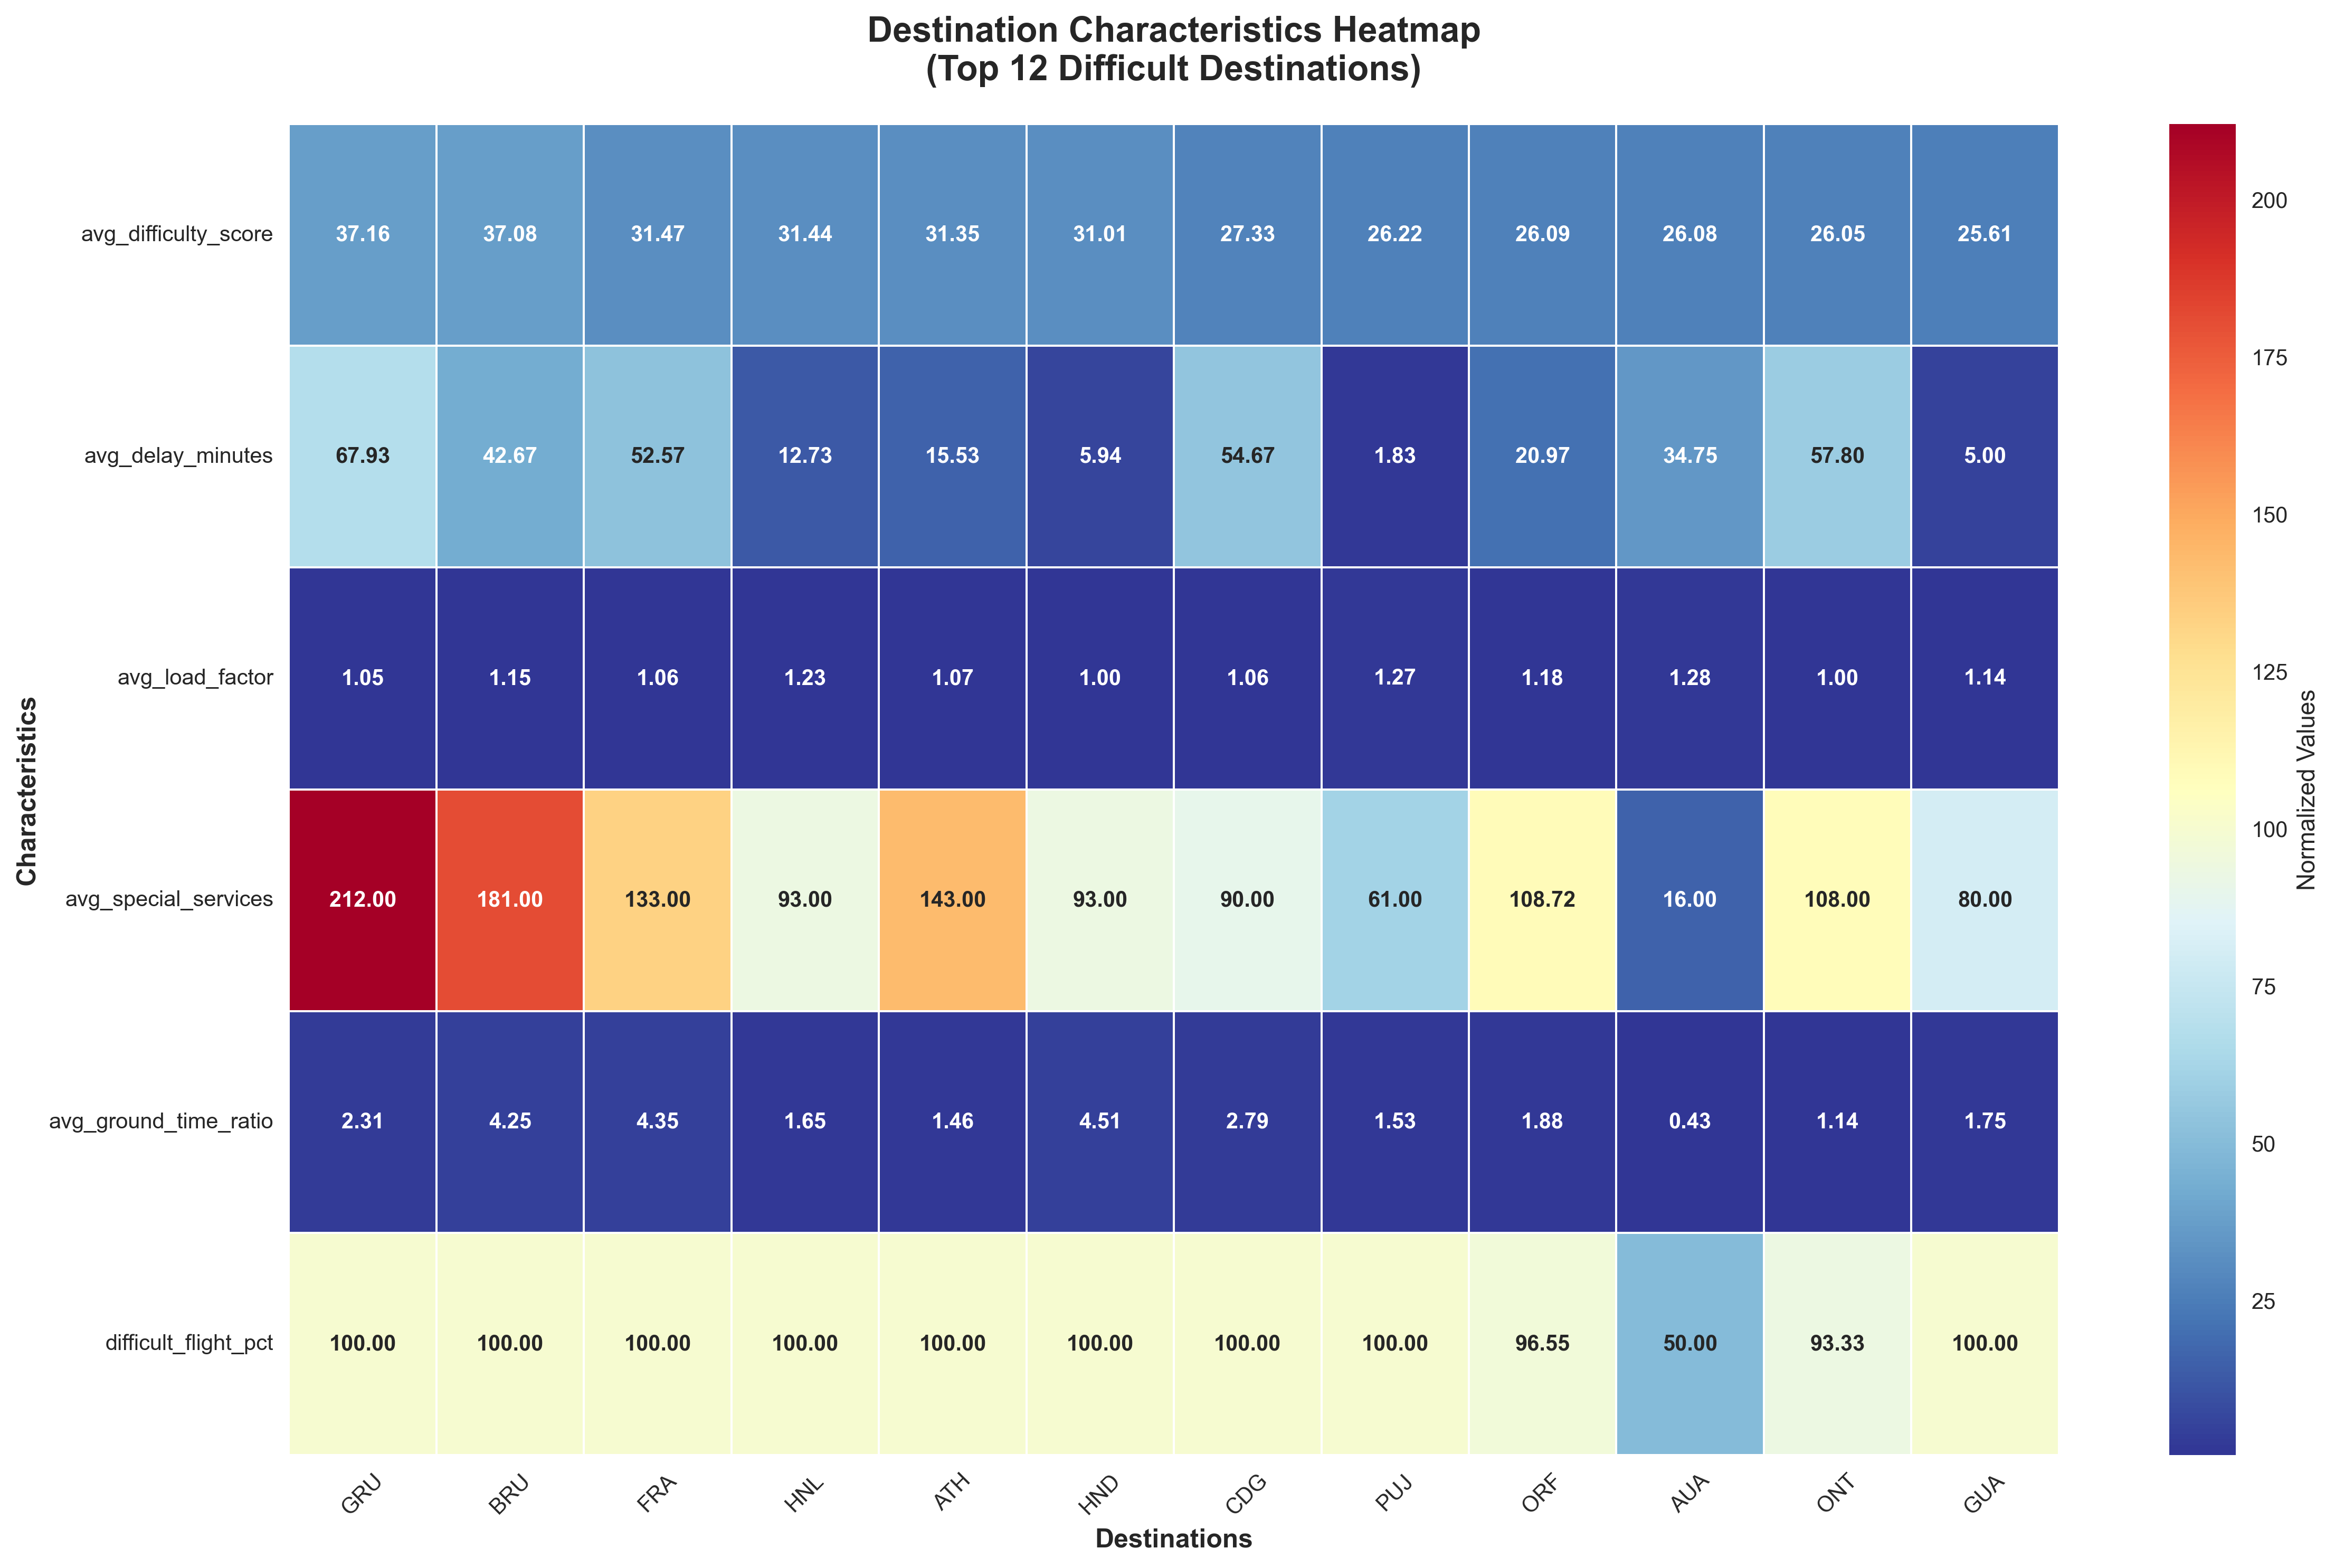 Destination Characteristics Heatmap
(Top 12 Difficult Destinations)
Characteristics
avg_difficulty_score 37.16 37.08 31.47 31.44 31.35 31.01 27.33 26.22 26.09 26.08 26.05 25.61
avg_delay_minutes 67.93 42.67 52.57 12.73 15.53 5.94 54.67 1.83 20.97 34.75 57.80 5.00
avg_load_factor 1.05 1.15 1.06 1.23 1.07 1.00 1.06 1.27 1.18 1.28 1.00 1.14
avg_special_services 212.00 181.00 133.00 93.00 143.00 93.00 90.00 61.00 108.72 16.00 108.00 80.00
avg_ground_time_ratio 2.31 4.25 4.35 1.65 1.46 4.51 2.79 1.53 1.88 0.43 1.14 1.75
difficult_flight_pct 100.00 100.00 100.00 100.00 100.00 100.00 100.00 100.00 96.55 50.00 93.33 100.00
GRU BRU FRA HNL ATH HND CDG PUJ ORF AUA ONT GUA
Destinations
200
175
150
125
100
75
50
25
Normalized Values